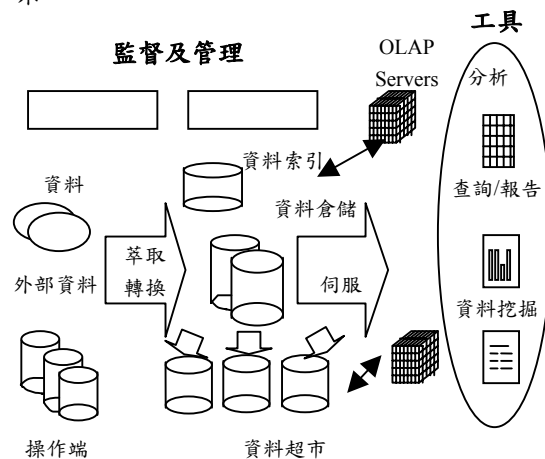 工具
監督及管理
OLAP
Servers
分析
資料索引
資料
查詢/報告
資料倉儲
萃取
轉換
外部資料
伺服
資料挖掘
操作端
資料超市